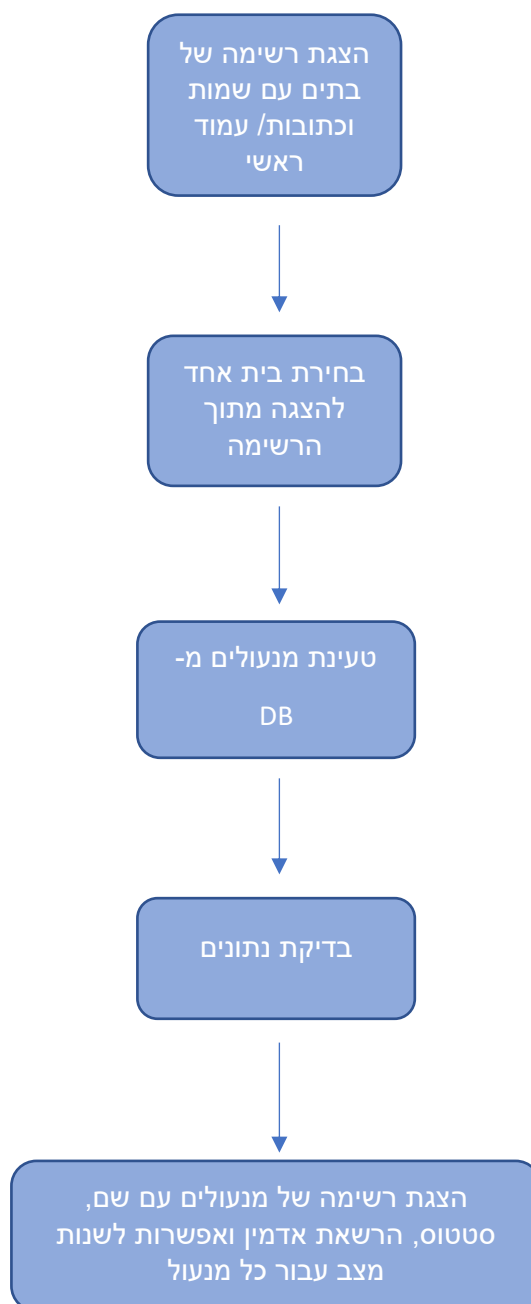 הצגת רשימה של
בתים עם שמות
וכתובות/ עמוד
ראשי
בחירת בית אחד
להצגה מתוך
הרשימה
טעינת מנעולים מ-
DB
בדיקת נתונים
הצגת רשימה של מנעולים עם שם,
סטטוס, הרשאת אדמין ואפשרות לשנות
מצב עבור כל מנעול